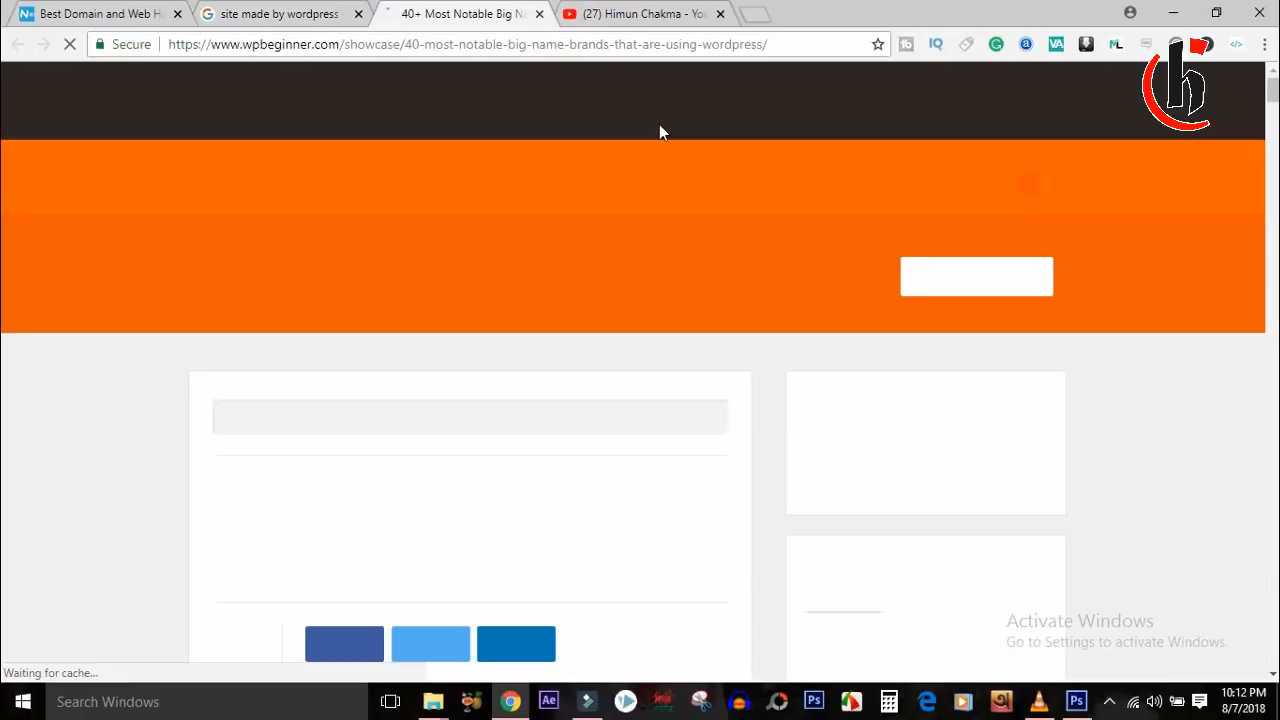 Best Domain and Web H
site made by wordpress -
40+ Most Notable Big N
(27) Himun Chakma - Yo
Secure
https://www.wpbeginner.com/showcase/40-most-notable-big-name-brands-that-are-using-wordpress/
Activate Windows
Go to Settings to activate Windows.
Waiting for cache...
Search Windows
10:12 PM
8/7/2018